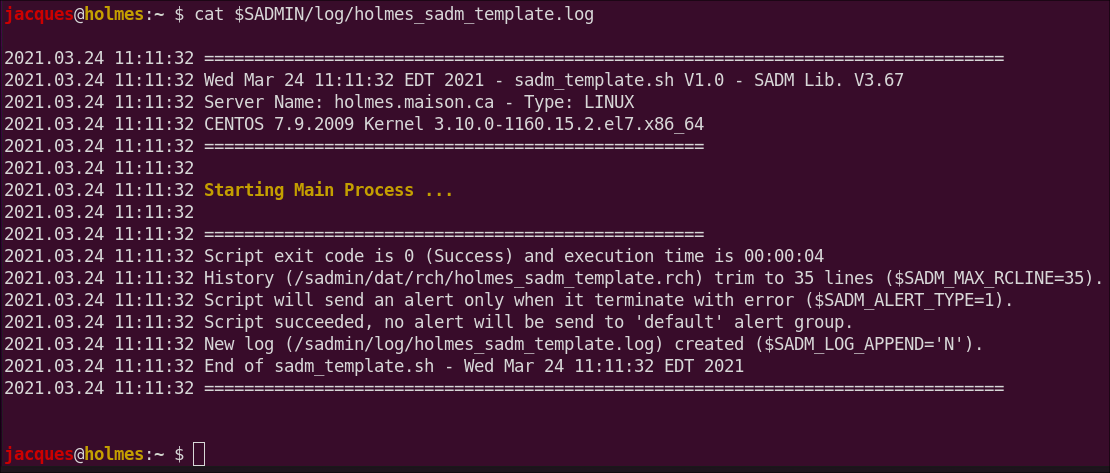 jacques@holmes:~ $ cat $SADMIN/log/holmes_sadm_template.log
2021.03.24 11:11:32 ================================================================================
2021.03.24 11:11:32 Wed Mar 24 11:11:32 EDT 2021 - sadm_template.sh V1.0 - SADM Lib. V3.67
2021.03.24 11:11:32 Server Name: holmes.maison.ca - Type: LINUX
2021.03.24 11:11:32 CENTOS 7.9.2009 Kernel 3.10.0-1160.15.2.el7.x86_64
2021.03.24 11:11:32 ==================================================
2021.03.24 11:11:32
2021.03.24 11:11:32 Starting Main Process ...
2021.03.24 11:11:32
2021.03.24 11:11:32 ==================================================
2021.03.24 11:11:32 Script exit code is 0 (Success) and execution time is 00:00:04
2021.03.24 11:11:32 History (/sadmin/dat/rch/holmes_sadm_template.rch) trim to 35 lines ($SADM_MAX_RCLINE=35).
2021.03.24 11:11:32 Script will send an alert only when it terminate with error ($SADM_ALERT_TYPE=1).
2021.03.24 11:11:32 Script succeeded, no alert will be send to 'default' alert group.
2021.03.24 11:11:32 New log (/sadmin/log/holmes_sadm_template.log) created ($SADM_LOG_APPEND='N').
2021.03.24 11:11:32 End of sadm_template.sh - Wed Mar 24 11:11:32 EDT 2021
2021.03.24 11:11:32 ================================================================================
jacques@holmes:~ $